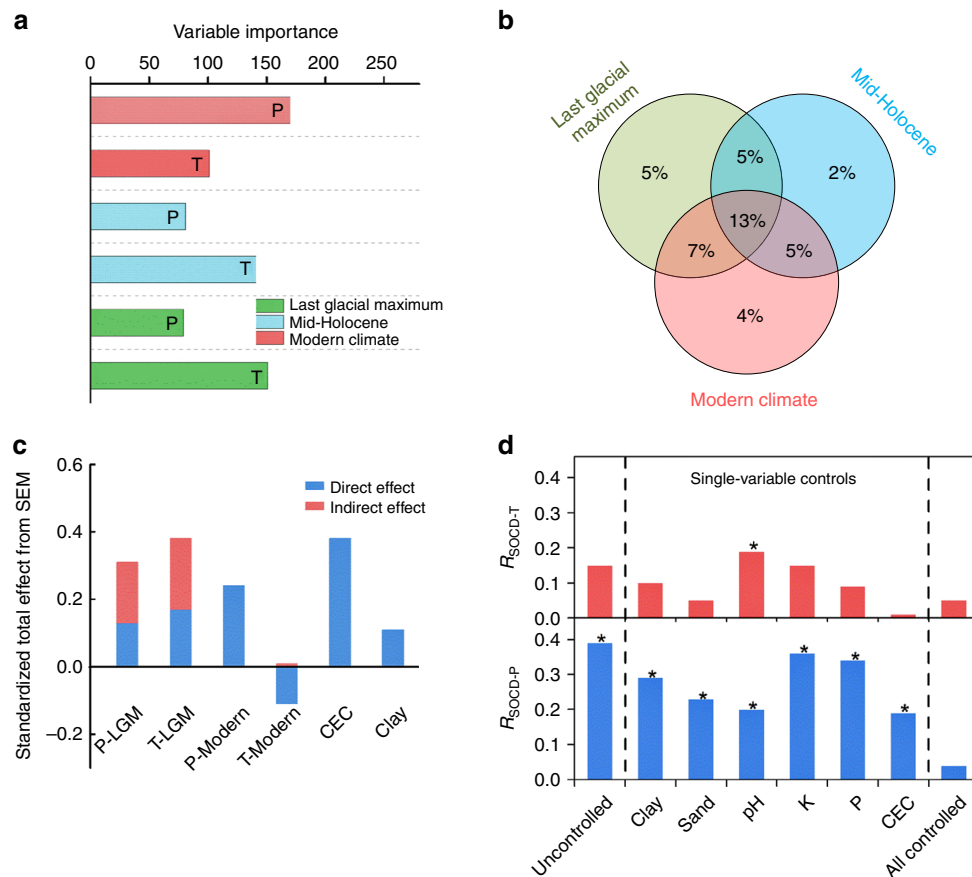 a
Variable importance
0 50 100 150 200 250
P
T
P
T
P
T
Last glacial maximum
Mid-Holocene
Modern climate
b
Last glacial
maximum
Mid-Holocene
5%
5%
2%
13%
7%
5%
4%
Modern climate
c
Standardized total effect from SEM
0.6
0.4
0.2
0.0
–0.2
Direct effect
Indirect effect
P-LGM
T-LGM
P-Modern
T-Modern
CEC
Clay
d
Single-variable controls
R SOCD-T
0.4
0.3
0.2
0.1
0.0
*
R SOCD-P
0.4
0.3
0.2
0.1
0.0
* * * * * * *
Uncontrolled
Clay
Sand
pH
K
P
CEC
All controlled